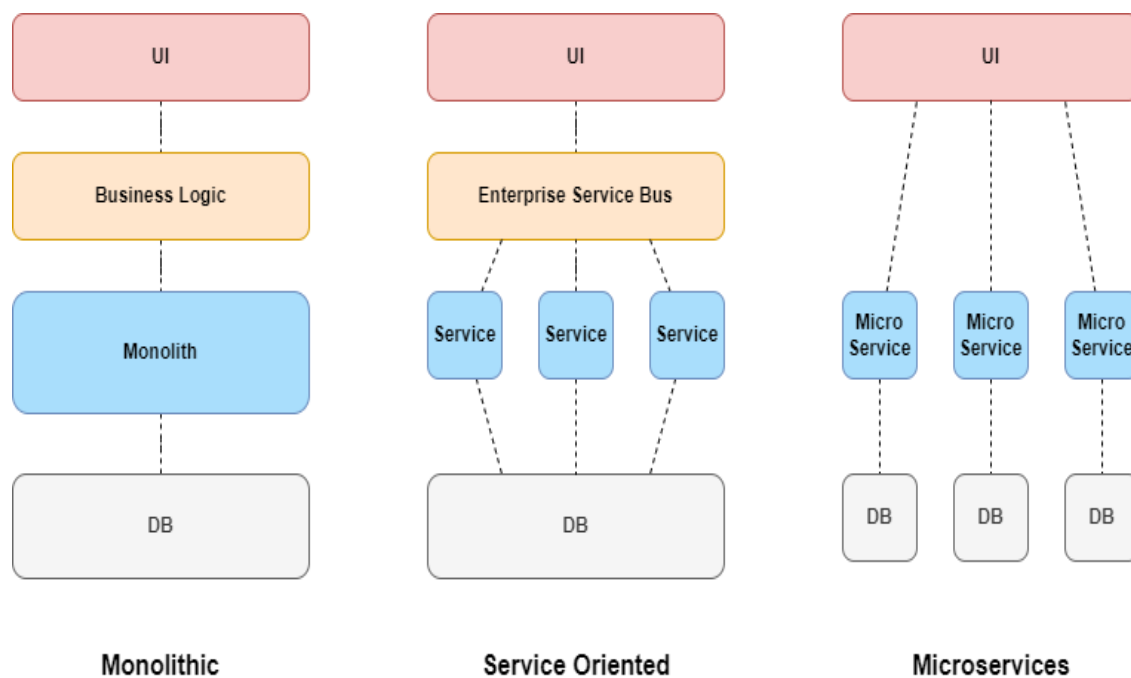 UI
UI
UI
Business Logic
Enterprise Service Bus
Monolith
Service
Service
Service
Micro
Service
Micro
Service
Micro
Service
DB
DB
DB
DB
DB
Monolithic
Service Oriented
Microservices